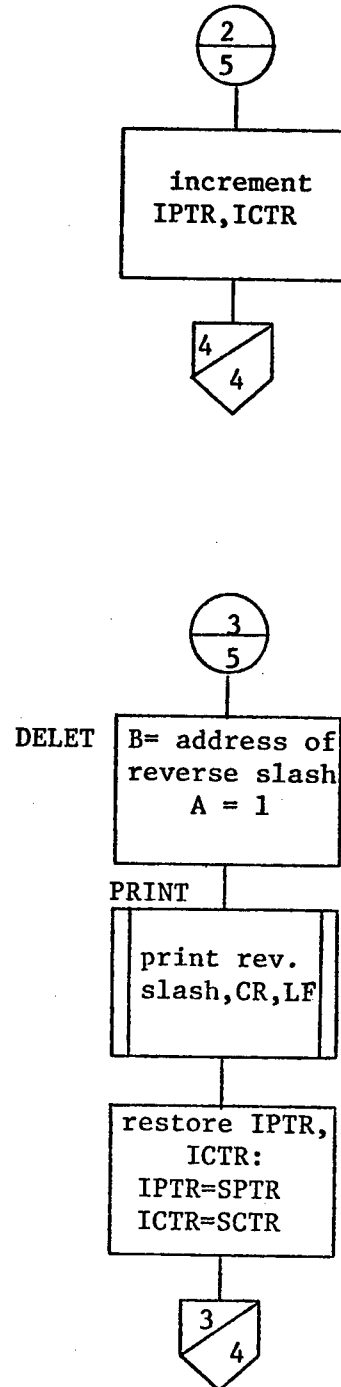 2
5
increment
IPTR,ICTR
4
4
3
5
DELET
B= address of
reverse slash
A = 1
PRINT
print rev.
slash,CR,LF
restore IPTR,
ICTR:
IPTR=SPTR
ICTR=SCTR
3
4